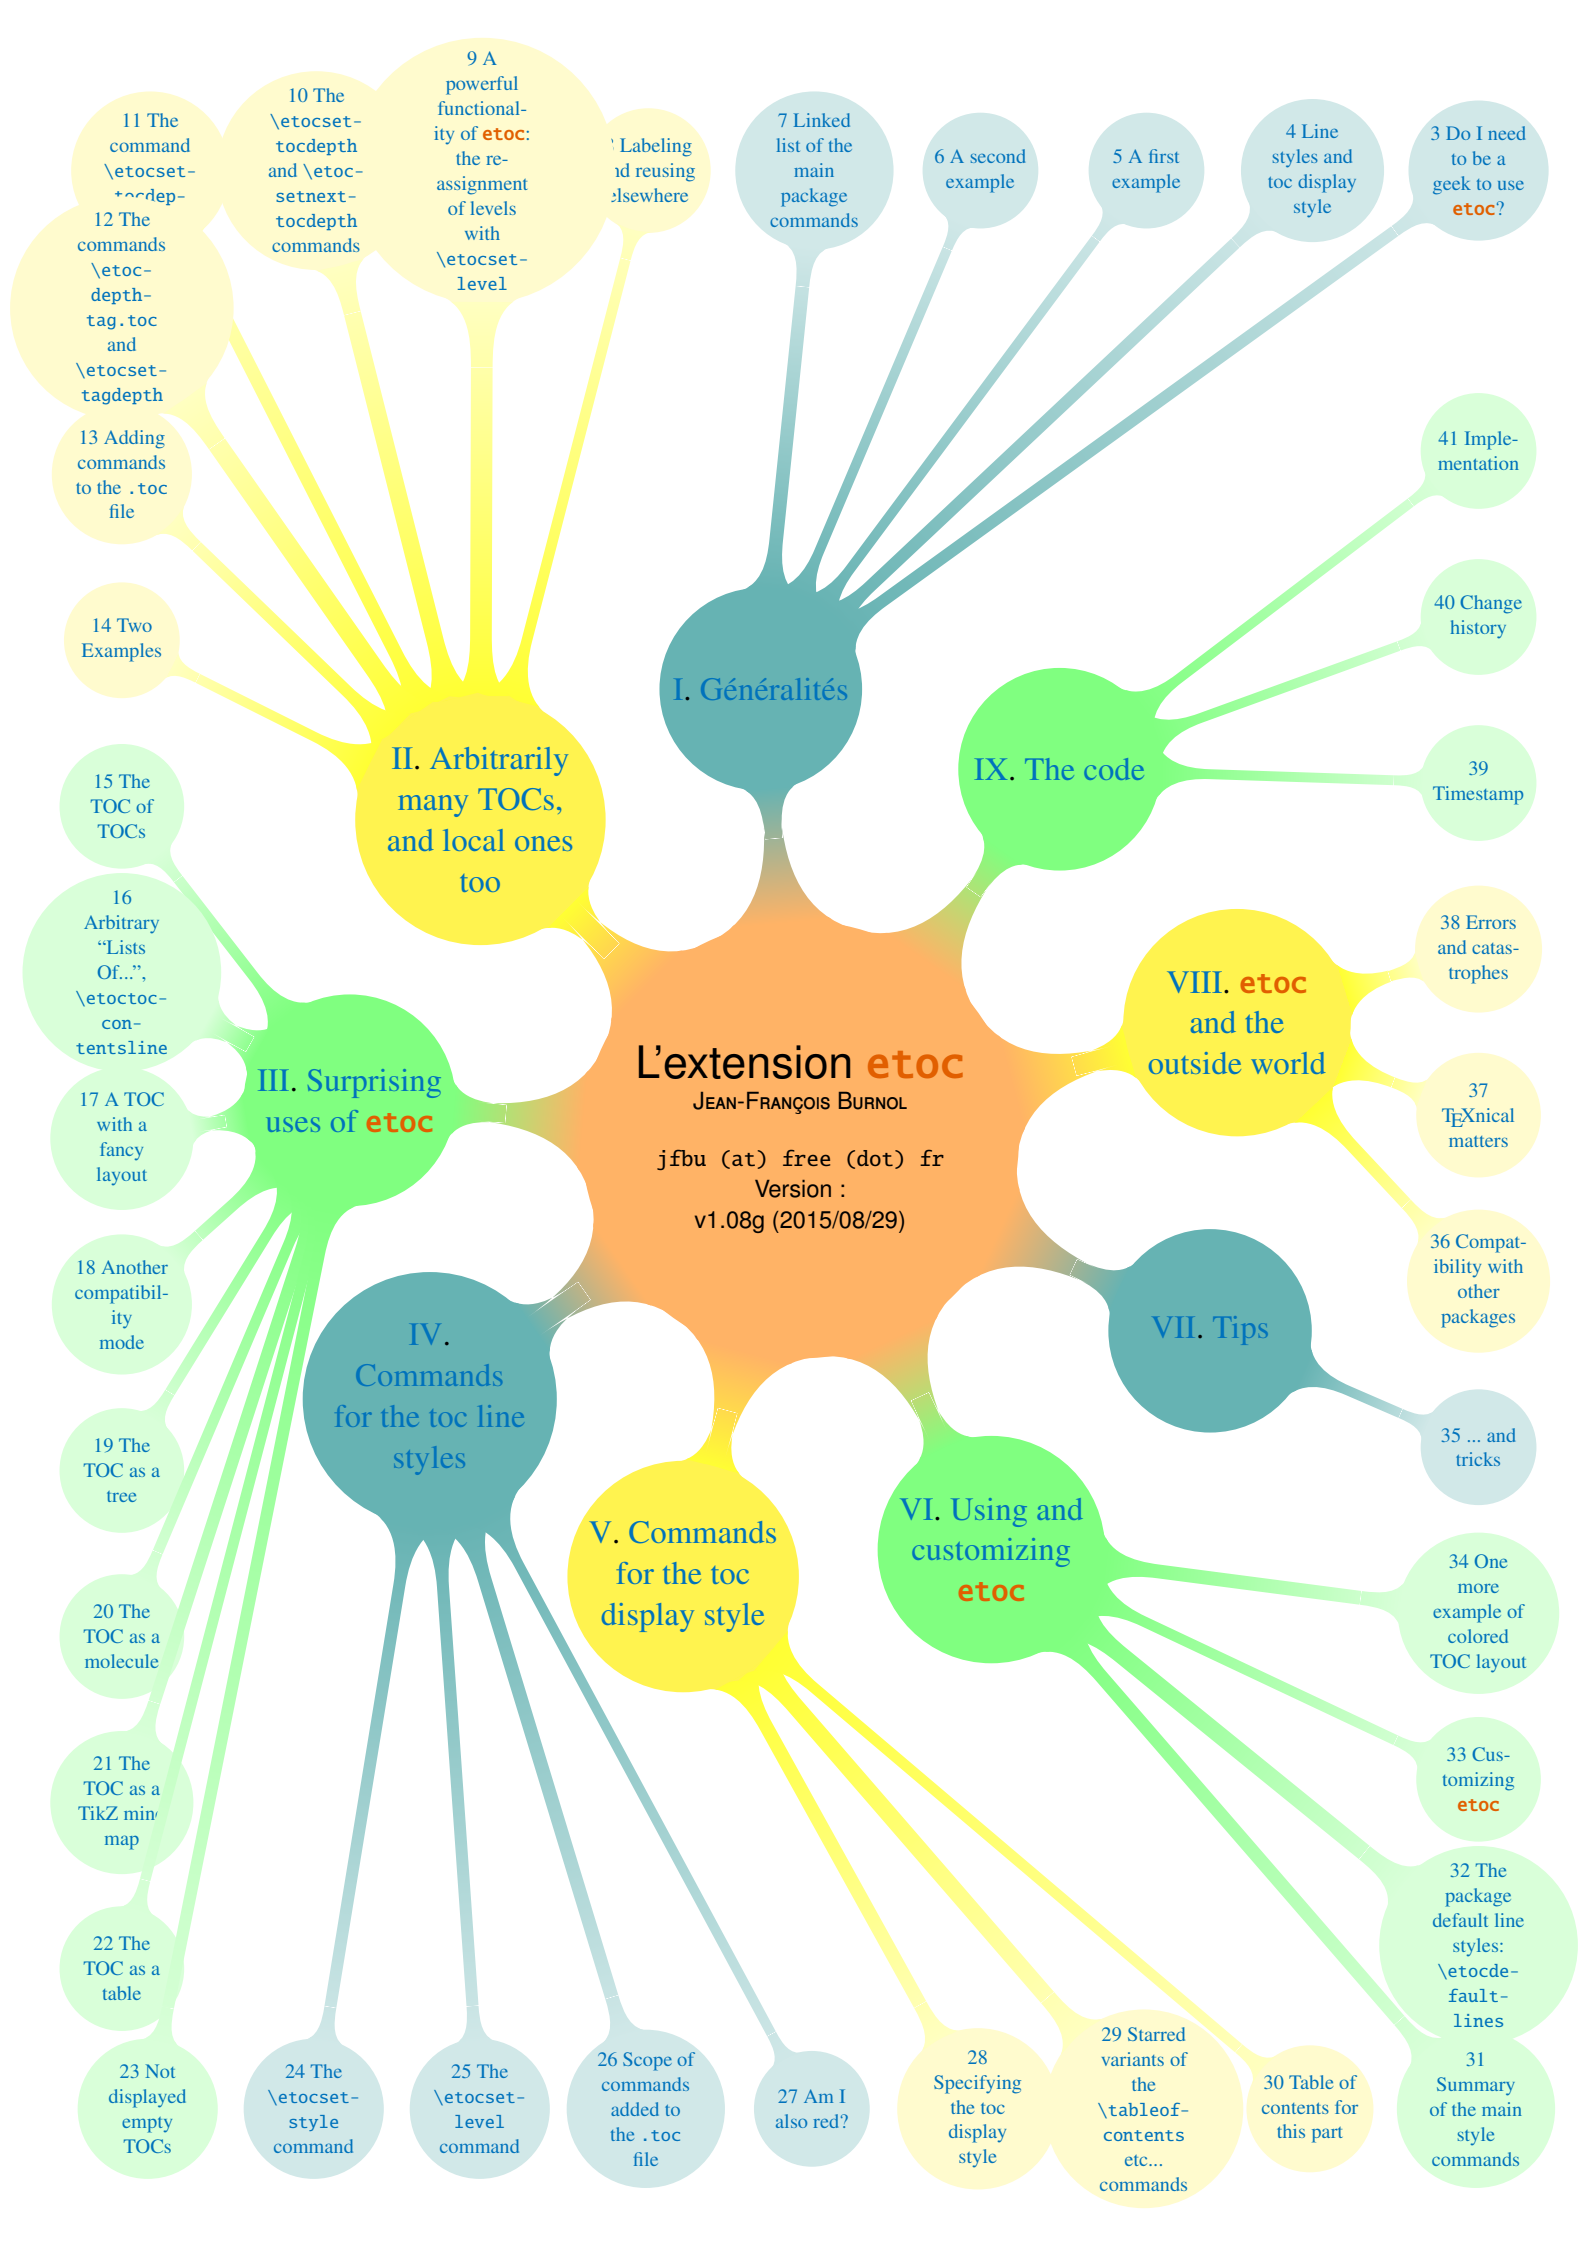 L'extension etoc
Jean-François Burnol
jfbu (at) free (dot) fr
Version :
v1.08g (2015/08/29)
I. Généralités
3 Do I need
to be a
geek to use
etoc?
4 Line
styles and
toc display
style
5 A first
example
6 A second
example
7 Linked
list of the
main
package
commands
II. Arbitrarily
many TOCs,
and local ones
too
Labeling
reusing
elsewhere
9 A
powerful
functional-
ity of etoc:
the re-
assignment
of levels
with
\etocset-
level
10 The
\etocset-
tocdepth
and \etoc-
setnext-
tocdepth
commands
11 The
command
\etocset-
tocdep-
12 The
commands
\etoc-
depth-
tag.toc
and
\etocset-
tagdepth
13 Adding
commands
to the .toc
file
14 Two
Examples
III. Surprising
uses of etoc
15 The
TOC of
TOCs
16
Arbitrary
“Lists
Of...”,
\etoctoc-
con-
tentsline
17 A TOC
with a
fancy
layout
18 Another
compatibil-
ity
mode
19 The
TOC as a
tree
20 The
TOC as a
molecule
21 The
TOC as a
TikZ mind
map
22 The
TOC as a
table
23 Not
displayed
empty
TOCs
IV.
Commands
for the toc line
styles
24 The
\etocset-
style
command
25 The
\etocset-
level
command
26 Scope of
commands
added to
the .toc
file
27 Am I
also red?
V. Commands
for the toc
display style
28
Specifying
the toc
display
style
29 Starred
variants of
the
\tableof-
contents
etc...
commands
30 Table of
contents for
this part
VI. Using and
customizing
etoc
31
Summary
of the main
style
commands
32 The
package
default line
styles:
\etocde-
fault-
lines
33 Cus-
tomizing
etoc
34 One
more
example of
colored
TOC layout
VII. Tips
35 ... and
tricks
VIII. etoc
and the
outside world
36 Compat-
ibility with
other
packages
37
TEXnical
matters
38 Errors
and catas-
trophes
IX. The code
39
Timestamp
40 Change
history
41 Imple-
mentation